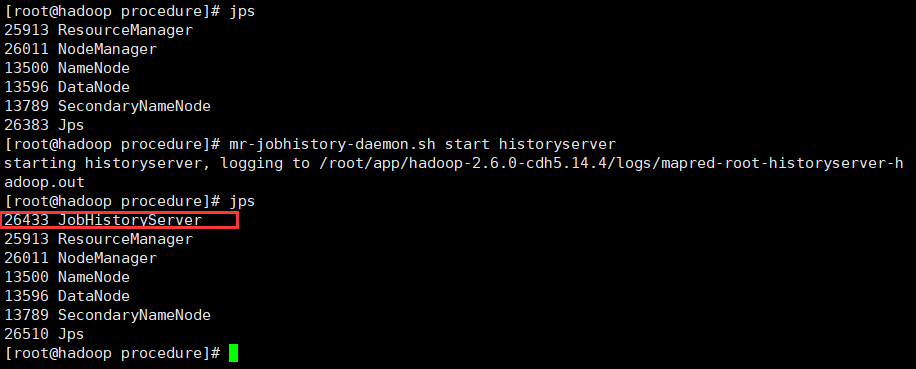 [root@hadoop procedure]# jps
25913 ResourceManager
26011 NodeManager
13500 NameNode
13596 DataNode
13789 SecondaryNameNode
26383 Jps
[root@hadoop procedure]# mr-jobhistory-daemon.sh start historyserver
starting historyserver, logging to /root/app/hadoop-2.6.0-cdh5.14.4/logs/mapred-root-historyserver-h
adoop.out
[root@hadoop procedure]# jps
26433 JobHistoryServer
25913 ResourceManager
26011 NodeManager
13500 NameNode
13596 DataNode
13789 SecondaryNameNode
26510 Jps
[root@hadoop procedure]#